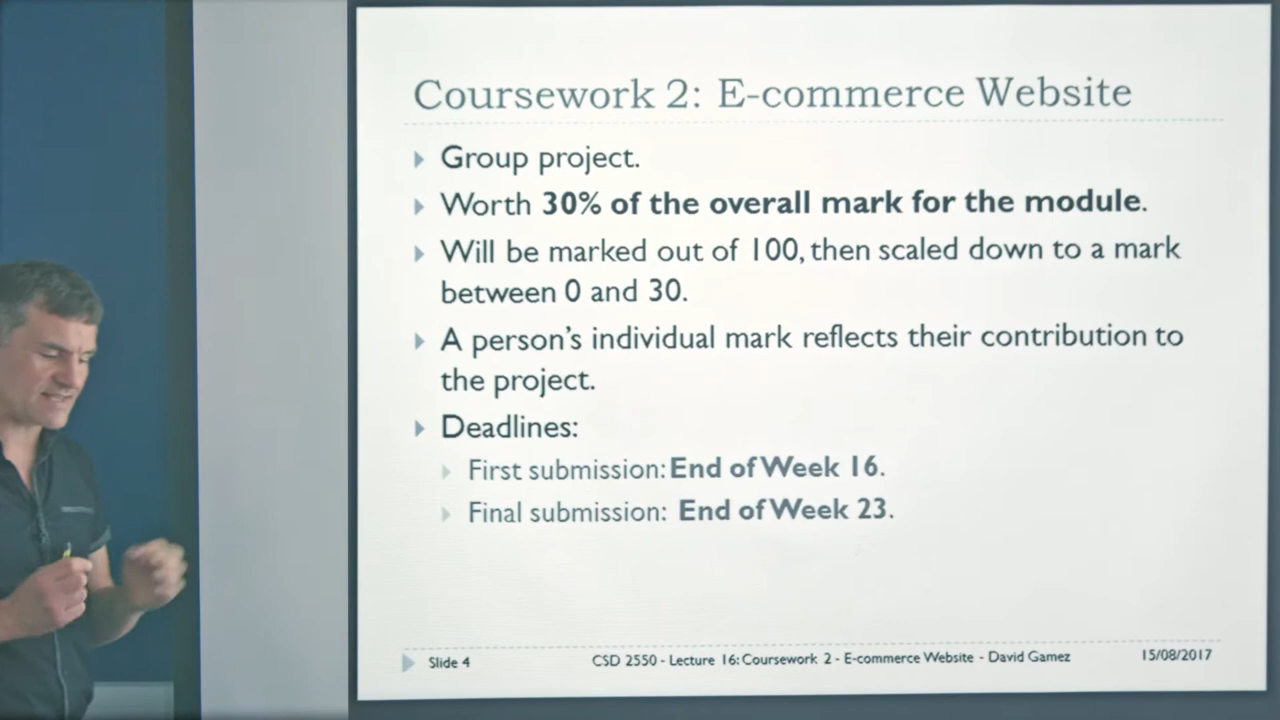 Coursework 2: E-commerce Website
Group project.
Worth 30% of the overall mark for the module.
Will be marked out of 100, then scaled down to a mark
between 0 and 30.
A person's individual mark reflects their contribution to
the project.
Deadlines:
First submission: End of Week 16.
Final submission: End of Week 23.
Slide 4
CSD 2550 - Lecture 16: Coursework 2 - E-commerce Website - David Gamez
15/08/2017